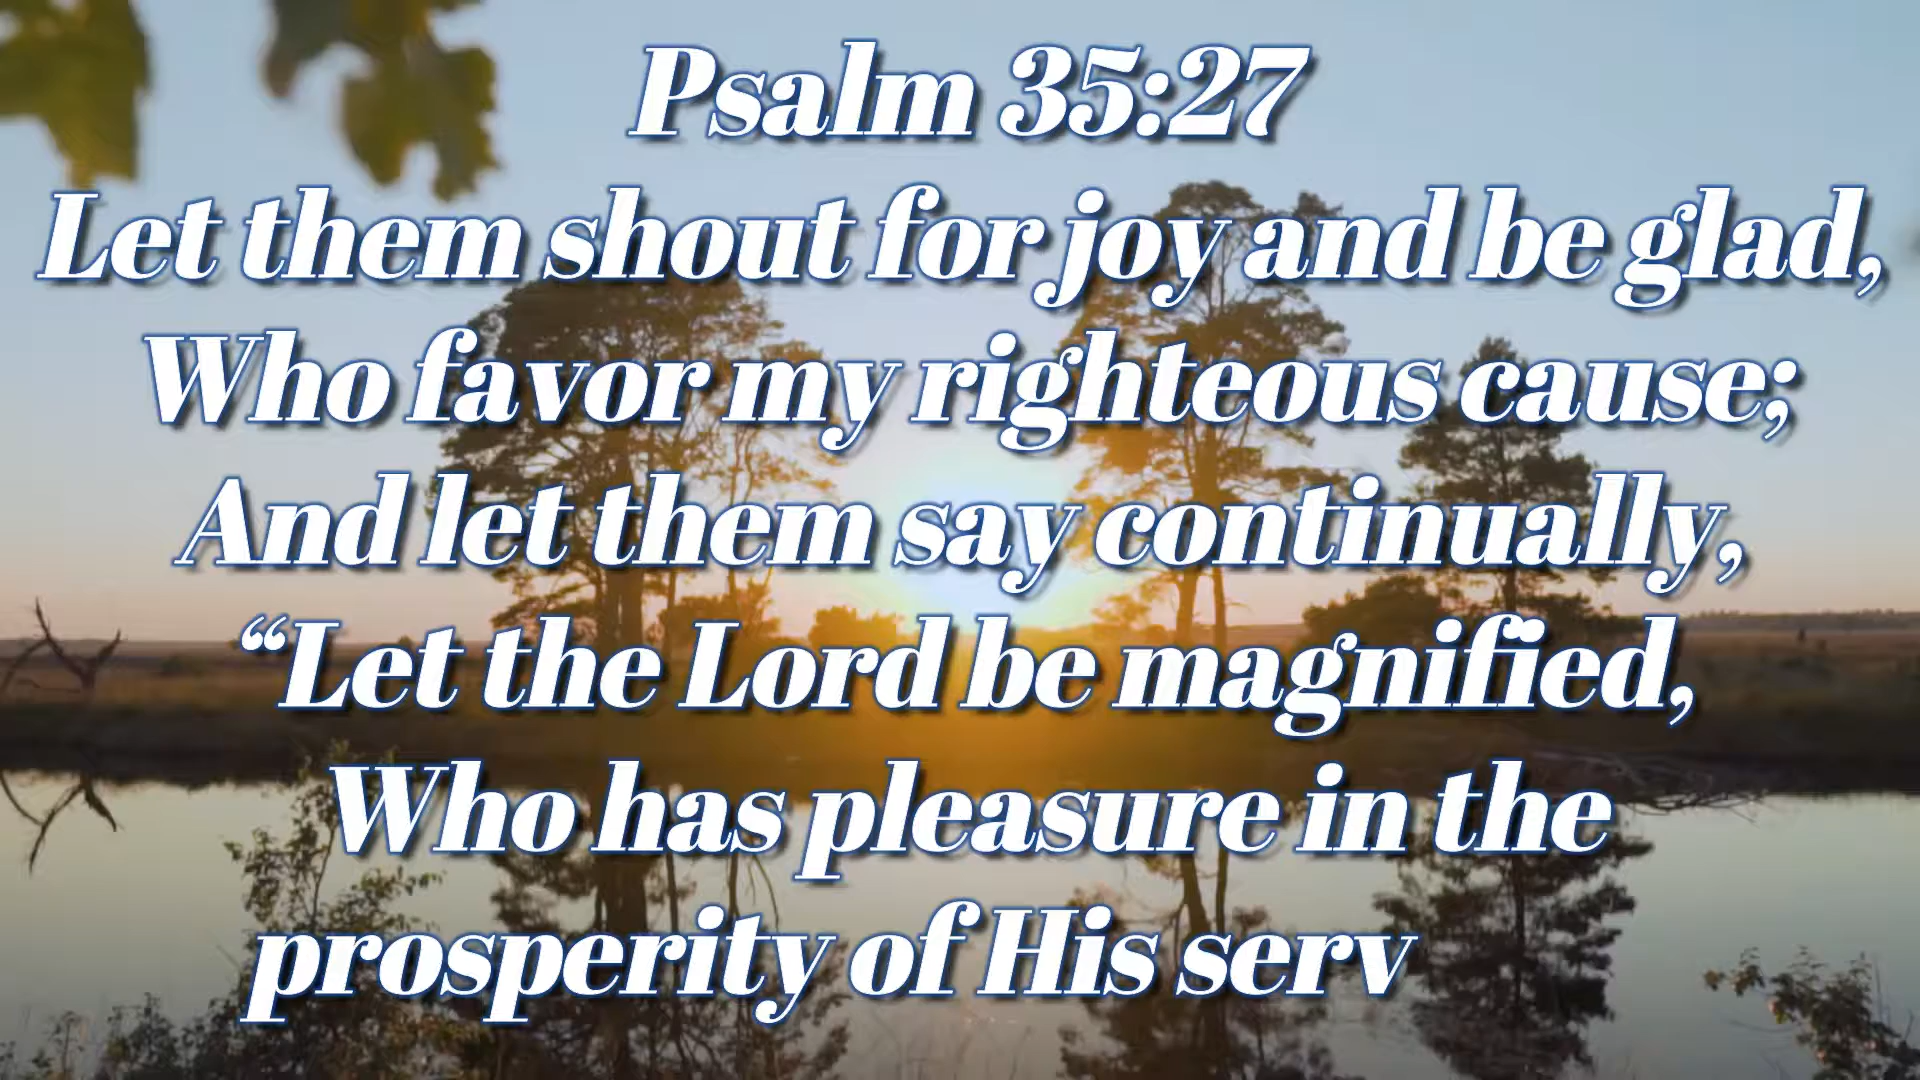 Psalm 35:27
Let them shout for joy and be glad,
Who favor my righteous cause;
And let them say continually,
“Let the Lord be magnified,
Who has pleasure in the
prosperity of His serv